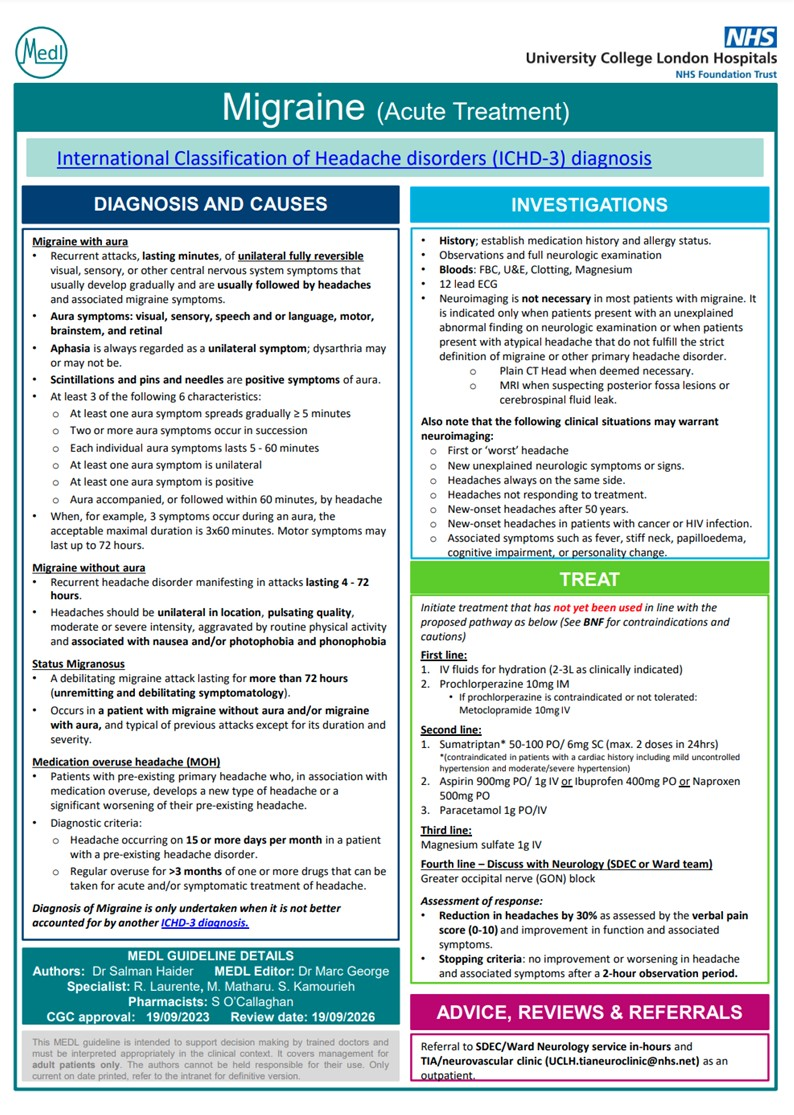 Medl
NHS
University College London Hospitals
NHS Foundation Trust
Migraine (Acute Treatment)
International Classification of Headache disorders (ICHD-3) diagnosis
DIAGNOSIS AND CAUSES
Migraine with aura
• Recurrent attacks, lasting minutes, of unilateral fully reversible
visual, sensory, or other central nervous system symptoms that
usually develop gradually and are usually followed by headaches
and associated migraine symptoms.
• Aura symptoms: visual, sensory, speech and or language, motor,
brainstem, and retinal
• Aphasia is always regarded as a unilateral symptom; dysarthria may
or may not be.
• Scintillations and pins and needles are positive symptoms of aura.
• At least 3 of the following 6 characteristics:
o At least one aura symptom spreads gradually ≥ 5 minutes
o Two or more aura symptoms occur in succession
o Each individual aura symptoms lasts 5 - 60 minutes
o At least one aura symptom is unilateral
o At least one aura symptom is positive
o Aura accompanied, or followed within 60 minutes, by headache
• When, for example, 3 symptoms occur during an aura, the
acceptable maximal duration is 3x60 minutes. Motor symptoms may
last up to 72 hours.
Migraine without aura
• Recurrent headache disorder manifesting in attacks lasting 4 - 72
hours.
• Headaches should be unilateral in location, pulsating quality,
moderate or severe intensity, aggravated by routine physical activity
and associated with nausea and/or photophobia and phonophobia
Status Migranosus
• A debilitating migraine attack lasting for more than 72 hours
(unremitting and debilitating symptomatology).
• Occurs in a patient with migraine without aura and/or migraine
with aura, and typical of previous attacks except for its duration and
severity.
Medication overuse headache (MOH)
• Patients with pre-existing primary headache who, in association with
medication overuse, develops a new type of headache or a
significant worsening of their pre-existing headache.
• Diagnostic criteria:
o Headache occurring on 15 or more days per month in a patient
with a pre-existing headache disorder.
o Regular overuse for >3 months of one or more drugs that can be
taken for acute and/or symptomatic treatment of headache.
Diagnosis of Migraine is only undertaken when it is not better
accounted for by another ICHD-3 diagnosis.
MEDL GUIDELINE DETAILS
Authors: Dr Salman Haider MEDL Editor: Dr Marc George
Specialist: R. Laurente, M. Matharu. S. Kamourieh
Pharmacists: S O'Callaghan
CGC approval: 19/09/2023 Review date: 19/09/2026
This MEDL guideline is intended to support decision making by trained doctors and
must be interpreted appropriately in the clinical context. It covers management for
adult patients only. The authors cannot be held responsible for their use. Only
current on date printed, refer to the intranet for definitive version.
INVESTIGATIONS
• History; establish medication history and allergy status.
• Observations and full neurologic examination
• Bloods: FBC, U&E, Clotting, Magnesium
• 12 lead ECG
• Neuroimaging is not necessary in most patients with migraine. It
is indicated only when patients present with an unexplained
abnormal finding on neurologic examination or when patients
present with atypical headache that do not fulfill the strict
definition of migraine or other primary headache disorder.
o Plain CT Head when deemed necessary.
o MRI when suspecting posterior fossa lesions or
cerebrospinal fluid leak.
Also note that the following clinical situations may warrant
neuroimaging:
o First or 'worst' headache
o New unexplained neurologic symptoms or signs.
o Headaches always on the same side.
o Headaches not responding to treatment.
o New-onset headaches after 50 years.
o New-onset headaches in patients with cancer or HIV infection.
o Associated symptoms such as fever, stiff neck, papilloedema,
cognitive impairment, or personality change.
TREAT
Initiate treatment that has not yet been used in line with the
proposed pathway as below (See BNF for contraindications and
cautions)
First line:
1. IV fluids for hydration (2-3L as clinically indicated)
2. Prochlorperazine 10mg IM
• If prochlorperazine is contraindicated or not tolerated:
Metoclopramide 10mg IV
Second line:
1. Sumatriptan* 50-100 PO/ 6mg SC (max. 2 doses in 24hrs)
*(contraindicated in patients with a cardiac history including mild uncontrolled
hypertension and moderate/severe hypertension)
2. Aspirin 900mg PO/ 1g IV or Ibuprofen 400mg PO or Naproxen
500mg PO
3. Paracetamol 1g PO/IV
Third line:
Magnesium sulfate 1g IV
Fourth line – Discuss with Neurology (SDEC or Ward team)
Greater occipital nerve (GON) block
Assessment of response:
• Reduction in headaches by 30% as assessed by the verbal pain
score (0-10) and improvement in function and associated
symptoms.
• Stopping criteria: no improvement or worsening in headache
and associated symptoms after a 2-hour observation period.
ADVICE, REVIEWS & REFERRALS
Referral to SDEC/Ward Neurology service in-hours and
TIA/neurovascular clinic (UCLH.tianeuroclinic@nhs.net) as an
outpatient.